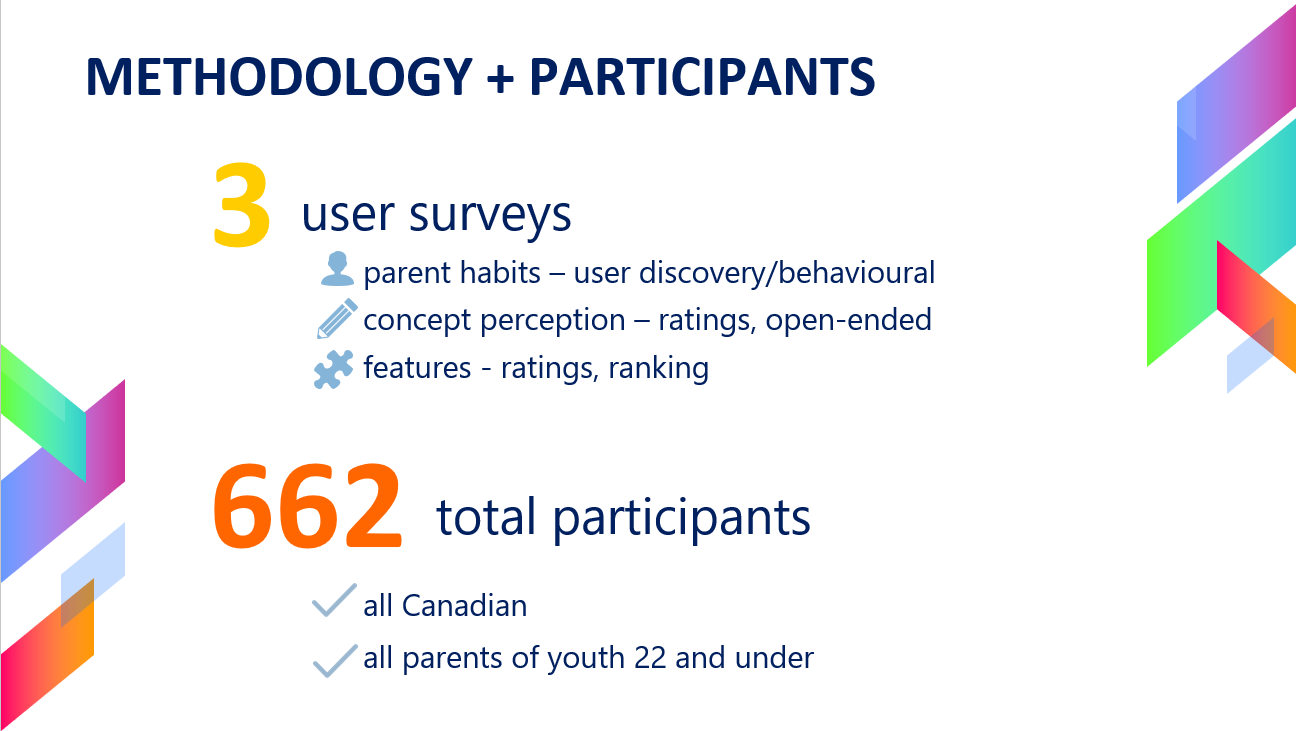 METHODOLOGY + PARTICIPANTS
3 user surveys
parent habits – user discovery/behavioural
concept perception – ratings, open-ended
features - ratings, ranking
662 total participants
all Canadian
all parents of youth 22 and under